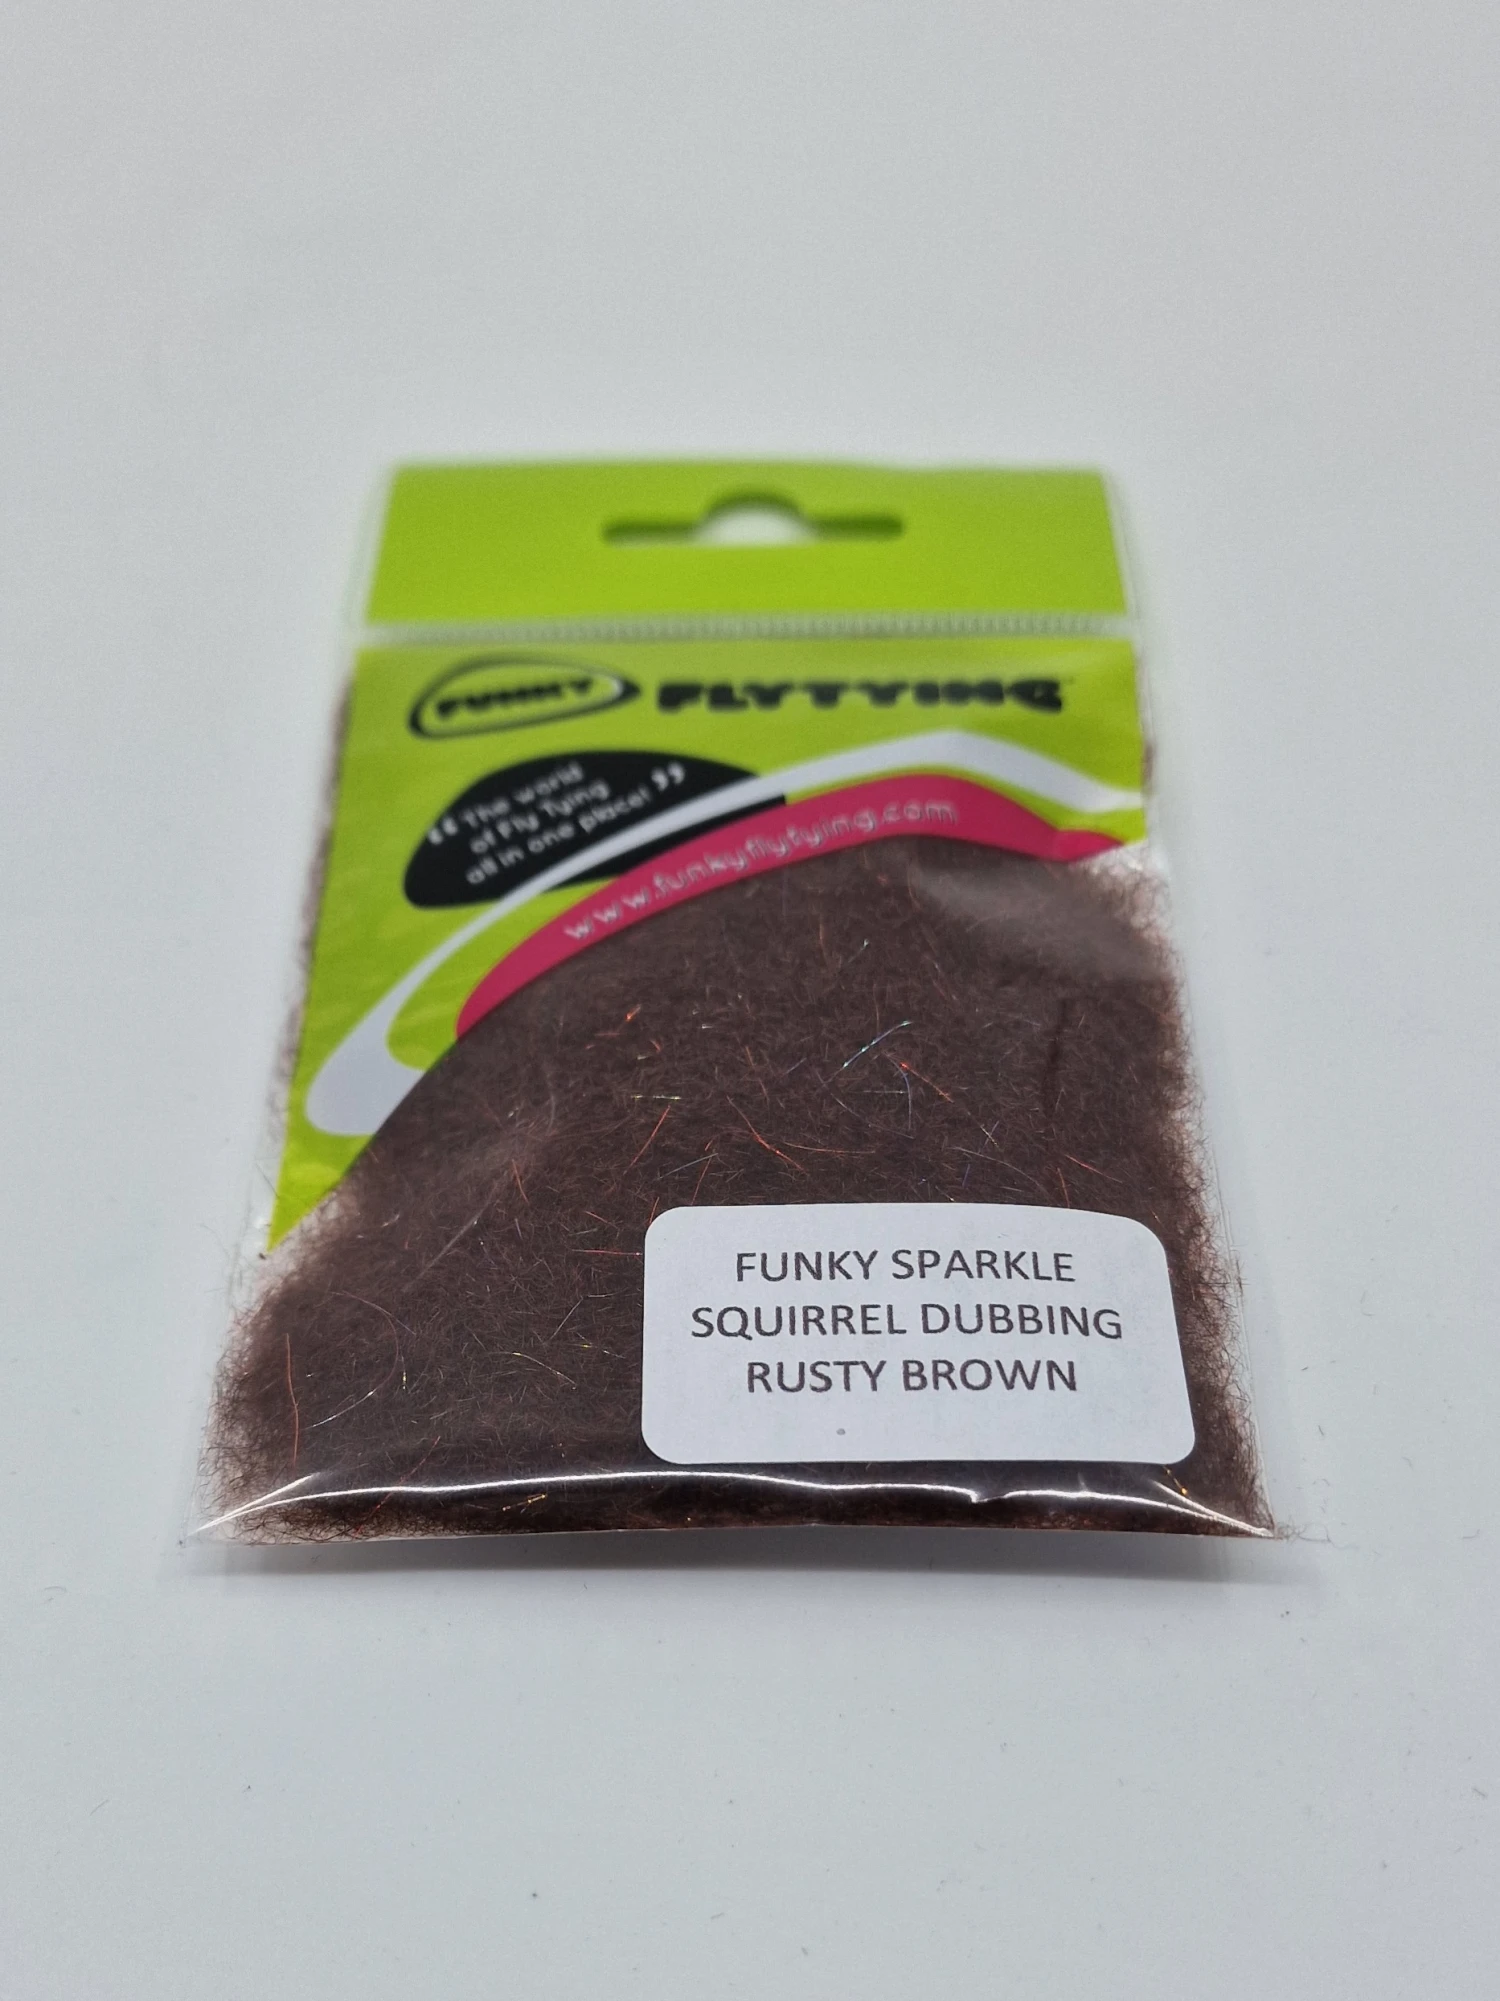 FUNKY FLYTYING
“The world
of Fly Tying
all in one place!”
www.funkyflytying.com
FUNKY SPARKLE
SQUIRREL DUBBING
RUSTY BROWN